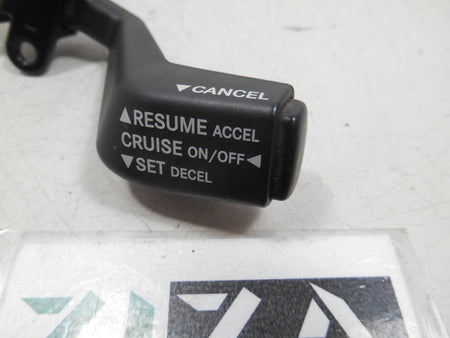 ▼CANCEL
▲RESUME ACCEL
CRUISE ON/OFF◀
▼SET DECEL